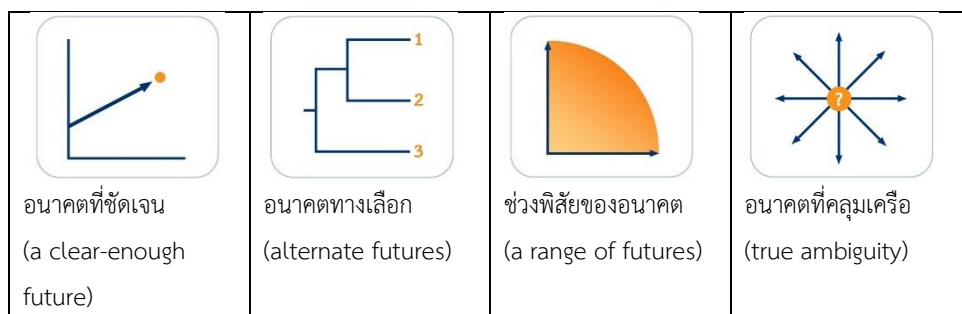 1
2
3
?
อนาคตที่ชัดเจน
(a clear-enough
future)
อนาคตทางเลือก
(alternate futures)
ช่วงพิสัยของอนาคต
(a range of futures)
อนาคตที่คลุมเครือ
(true ambiguity)